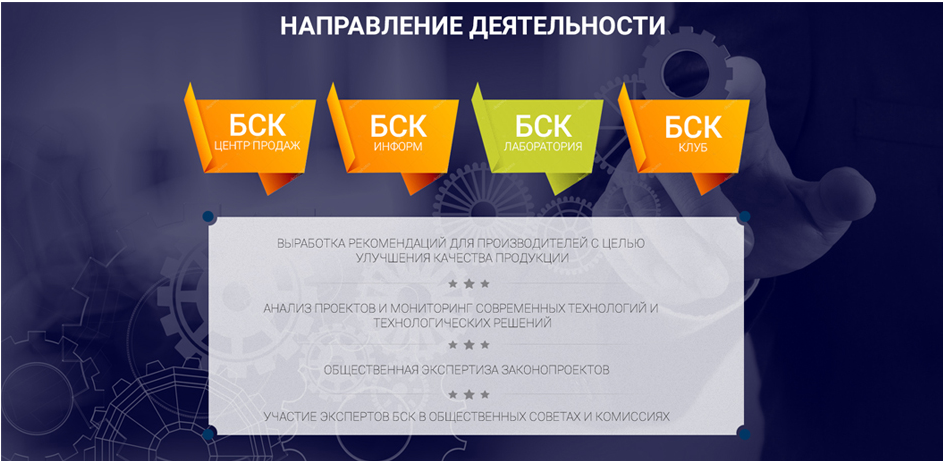 НАПРАВЛЕНИЕ ДЕЯТЕЛЬНОСТИ
БСК
ЦЕНТР ПРОДАЖ
БСК
ИНФОРМ
БСК
ЛАБОРАТОРИЯ
БСК
КЛУБ
ВЫРАБОТКА РЕКОМЕНДАЦИЙ ДЛЯ ПРОИЗВОДИТЕЛЕЙ С ЦЕЛЬЮ
УЛУЧШЕНИЯ КАЧЕСТВА ПРОДУКЦИИ
АНАЛИЗ ПРОЕКТОВ И МОНИТОРИНГ СОВРЕМЕННЫХ ТЕХНОЛОГИЙ И
ТЕХНОЛОГИЧЕСКИХ РЕШЕНИЙ
ОБЩЕСТВЕННАЯ ЭКСПЕРТИЗА ЗАКОНОПРОЕКТОВ
УЧАСТИЕ ЭКСПЕРТОВ БСК В ОБЩЕСТВЕННЫХ СОВЕТАХ И КОМИССИЯХ